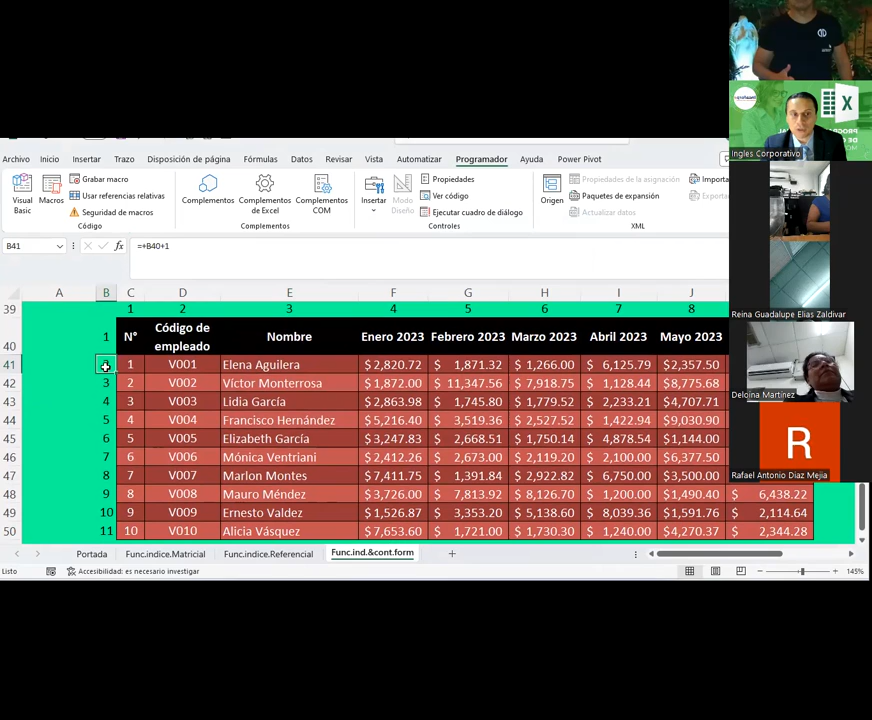 Archivo Inicio Insertar Trazo Disposición de página Fórmulas Datos Revisar Vista Automatizar Programador Ayuda Power Pivot
Visual Basic
Macros
Grabar macro
Usar referencias relativas
Seguridad de macros
Código
Complementos
Complementos de Excel
Complementos COM
Complementos
Insertar
Modo Diseño
Propiedades
Ver código
Ejecutar cuadro de diálogo
Controles
Origen
Propiedades de la asignación
Paquetes de expansión
Actualizar datos
Importa
Exporta
XML
B41 fx =+B40+1
A B C D E F G H I J
39 1 2 3 4 5 6 7 8
40 1 N° Código de empleado Nombre Enero 2023 Febrero 2023 Marzo 2023 Abril 2023 Mayo 2023
41 1 V001 Elena Aguilera $2,820.72 $ 1,871.32 $ 1,266.00 $ 6,125.79 $2,357.50
42 3 2 V002 Víctor Monterrosa $1,872.00 $ 11,347.56 $ 7,918.75 $ 1,128.44 $8,775.68
43 4 3 V003 Lidia García $2,863.98 $ 1,745.80 $ 1,779.52 $ 2,233.21 $4,707.71
44 5 4 V004 Francisco Hernández $5,216.40 $ 3,519.36 $ 2,527.52 $ 1,422.94 $9,030.90
45 6 5 V005 Elizabeth García $3,247.83 $ 2,668.51 $ 1,750.14 $ 4,878.54 $1,144.00
46 7 6 V006 Mónica Ventriani $2,412.26 $ 2,673.00 $ 2,119.20 $ 2,100.00 $6,377.50
47 8 7 V007 Marlon Montes $7,411.75 $ 1,391.84 $ 2,922.82 $ 6,750.00 $3,500.00
48 9 8 V008 Mauro Méndez $3,726.00 $ 7,813.92 $ 8,126.70 $ 1,200.00 $1,490.40 $ 6,438.22
49 10 9 V009 Ernesto Valdez $1,526.87 $ 3,353.20 $ 5,138.60 $ 8,039.36 $1,591.76 $ 2,114.64
50 11 10 V010 Alicia Vásquez $7,653.60 $ 1,721.00 $ 1,730.30 $ 1,240.00 $4,270.37 $ 2,344.28
Portada Func.indice.Matricial Func.indice.Referencial Func.ind.&cont.form
Listo Accesibilidad: es necesario investigar 145%
Ingles Corporativo
Reina Guadalupe Elias Zaldivar
Deloina Martinez
R
Rafael Antonio Diaz Mejia